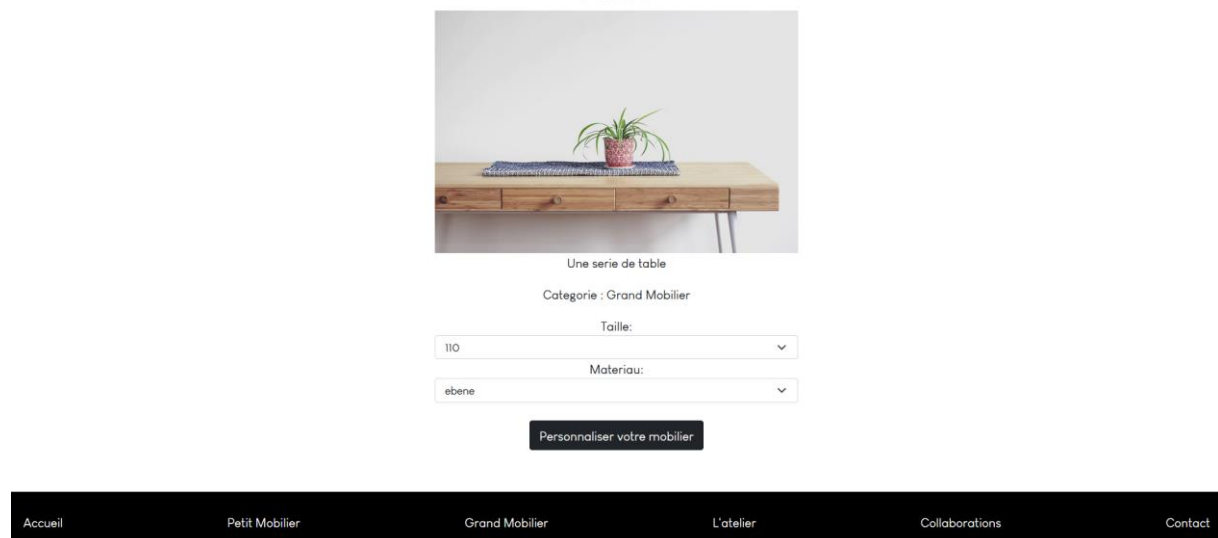 Une serie de table
Categorie : Grand Mobilier
Taille:
110
Materiau:
ebene
Personnaliser votre mobilier
Accueil Petit Mobilier Grand Mobilier L'atelier Collaborations Contact